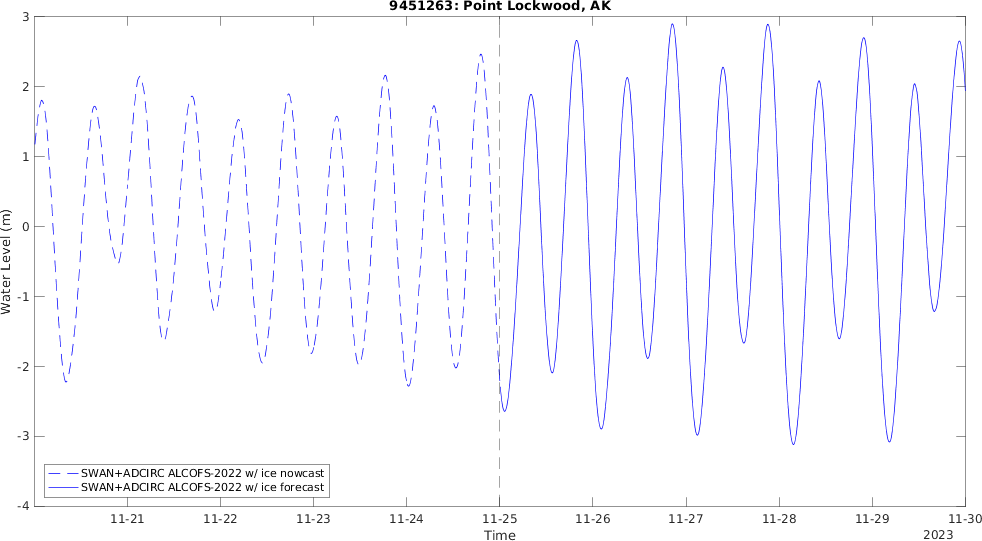 9451263: Point Lockwood, AK
3
2
1
0
-1
-2
-3
-4
Water Level (m)
SWAN+ADCIRC ALCOFS-2022 w/ ice nowcast
SWAN+ADCIRC ALCOFS-2022 w/ ice forecast
11-21 11-22 11-23 11-24 11-25 11-26 11-27 11-28 11-29 11-30
Time
2023